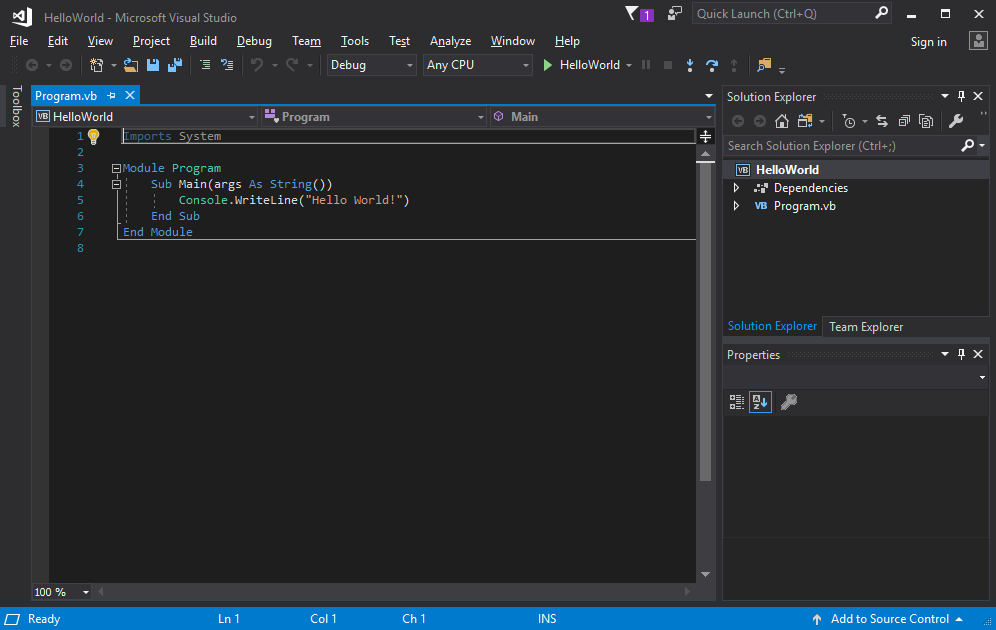 HelloWorld - Microsoft Visual Studio
1
Quick Launch (Ctrl+Q)
File Edit View Project Build Debug Team Tools Test Analyze Window Help
Sign in
Debug Any CPU HelloWorld
Toolbox
Program.vb
VB HelloWorld Program Main
1 Imports System
2
3 Module Program
4 Sub Main(args As String())
5 Console.WriteLine("Hello World!")
6 End Sub
7 End Module
8
100 %
Solution Explorer
Search Solution Explorer (Ctrl+;)
VB HelloWorld
Dependencies
VB Program.vb
Solution Explorer Team Explorer
Properties
AZ
Ready Ln 1 Col 1 Ch 1 INS Add to Source Control